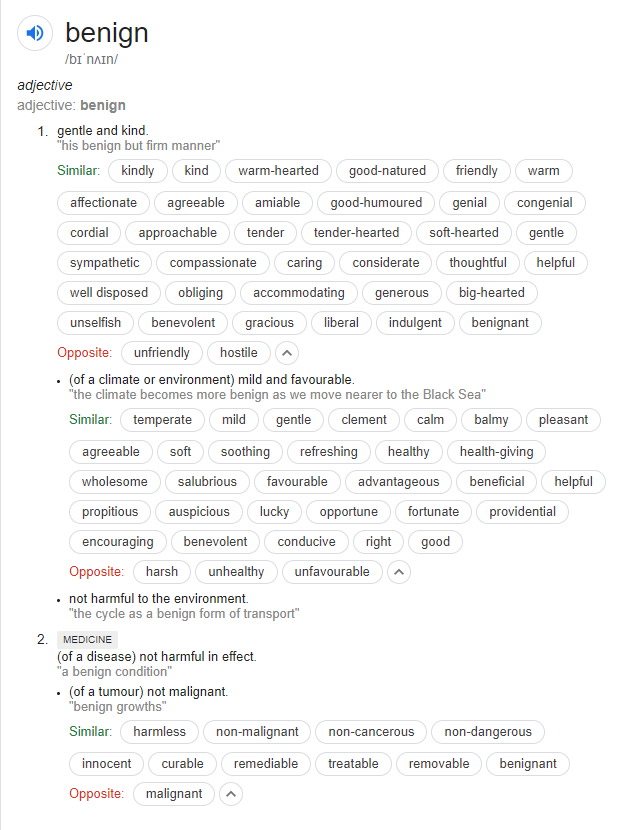 benign
/bɪˈnʌɪn/
adjective
adjective: benign
1. gentle and kind.
"his benign but firm manner"
Similar: kindly kind warm-hearted good-natured friendly warm
affectionate agreeable amiable good-humoured genial congenial
cordial approachable tender tender-hearted soft-hearted gentle
sympathetic compassionate caring considerate thoughtful helpful
well disposed obliging accommodating generous big-hearted
unselfish benevolent gracious liberal indulgent benignant
Opposite: unfriendly hostile
• (of a climate or environment) mild and favourable.
"the climate becomes more benign as we move nearer to the Black Sea"
Similar: temperate mild gentle clement calm balmy pleasant
agreeable soft soothing refreshing healthy health-giving
wholesome salubrious favourable advantageous beneficial helpful
propitious auspicious lucky opportune fortunate providential
encouraging benevolent conducive right good
Opposite: harsh unhealthy unfavourable
• not harmful to the environment.
"the cycle as a benign form of transport"
2. MEDICINE
(of a disease) not harmful in effect.
"a benign condition"
• (of a tumour) not malignant.
"benign growths"
Similar: harmless non-malignant non-cancerous non-dangerous
innocent curable remediable treatable removable benignant
Opposite: malignant